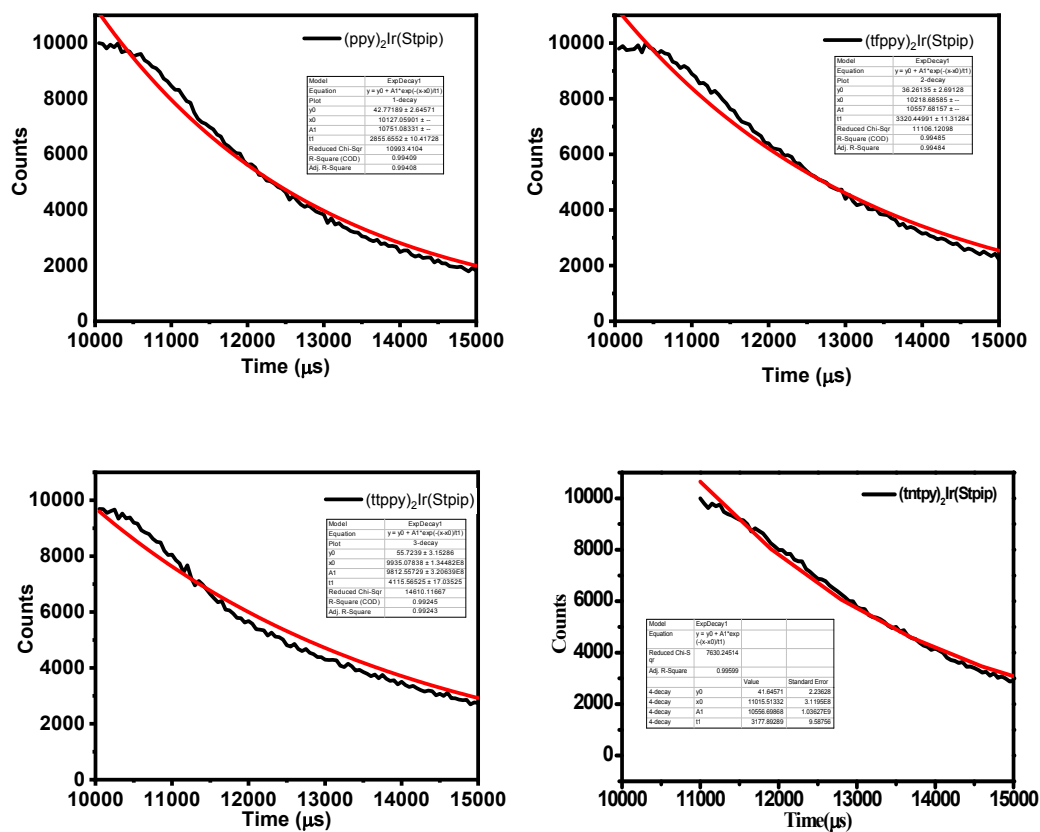 (ppy)2Ir(Stpip)
Model ExpDecay1
Equation y = y0 + A1*exp(-(x-x0)/t1)
Plot 1-decay
y0 42.77189 ± 2.64571
x0 10127.05901 ± --
A1 10751.08331 ± --
t1 2855.6552 ± 10.41728
Reduced Chi-Sqr 10993.4104
R-Square (COD) 0.99409
Adj. R-Square 0.99408
Counts
10000
8000
6000
4000
2000
0
10000 11000 12000 13000 14000 15000
Time (μs)
(tfppy)2Ir(Stpip)
Model ExpDecay1
Equation y = y0 + A1*exp(-(x-x0)/t1)
Plot 2-decay
y0 36.26135 ± 2.69128
x0 10218.68585 ± --
A1 10557.68157 ± --
t1 3320.44991 ± 11.31284
Reduced Chi-Sqr 11106.12098
R-Square (COD) 0.99485
Adj. R-Square 0.99484
Counts
10000
8000
6000
4000
2000
0
10000 11000 12000 13000 14000 15000
Time (μs)
(ttppy)2Ir(Stpip)
Model ExpDecay1
Equation y = y0 + A1*exp(-(x-x0)/t1)
Plot 3-decay
y0 55.7239 ± 3.15286
x0 9935.07838 ± 1.34482E8
A1 9812.55729 ± 3.20639E8
t1 4115.56525 ± 17.03525
Reduced Chi-Sqr 14610.11667
R-Square (COD) 0.99245
Adj. R-Square 0.99243
Counts
10000
8000
6000
4000
2000
0
10000 11000 12000 13000 14000 15000
Time (μs)
(tntpy)2Ir(Stpip)
Counts
10000
8000
6000
4000
2000
0
Model ExpDecay1
Equation y = y0 + A1*exp
(-(x-x0)/t1)
Reduced Chi-S
qr 7630.24514
Adj. R-Square 0.99599
Value Standard Error
4-decay y0 41.64571 2.23628
4-decay x0 11015.51332 3.1195E8
4-decay A1 10556.69868 1.03627E9
4-decay t1 3177.89289 9.58756
10000 11000 12000 13000 14000 15000
Time(μs)